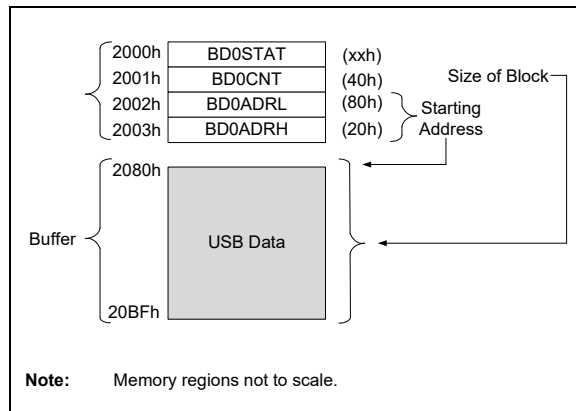 2000h BD0STAT (xxh)
2001h BD0CNT (40h) Size of Block
2002h BD0ADRL (80h) Starting
2003h BD0ADRH (20h) Address
2080h
Buffer USB Data
20BFh
Note: Memory regions not to scale.